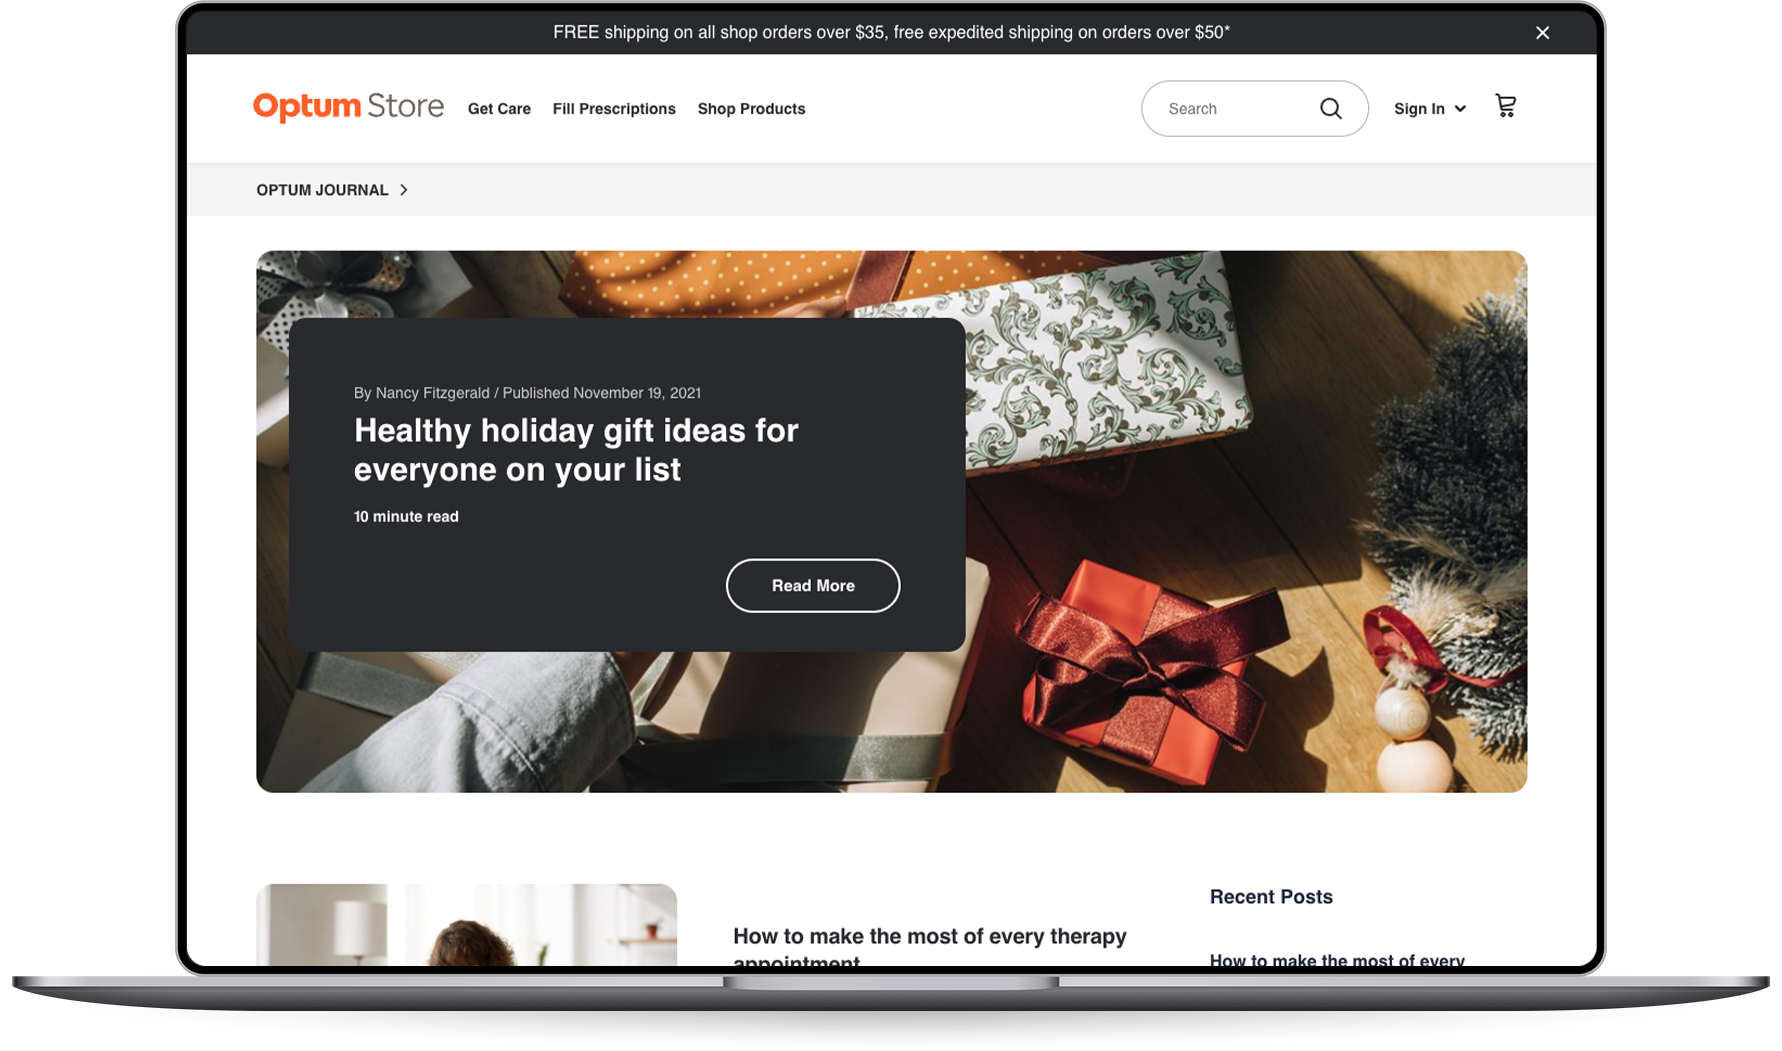 FREE shipping on all shop orders over $35, free expedited shipping on orders over $50*
Optum Store
Get Care
Fill Prescriptions
Shop Products
Search
Sign In
OPTUM JOURNAL
By Nancy Fitzgerald / Published November 19, 2021
Healthy holiday gift ideas for
everyone on your list
10 minute read
Read More
How to make the most of every therapy
appointment
Recent Posts
How to make the most of every